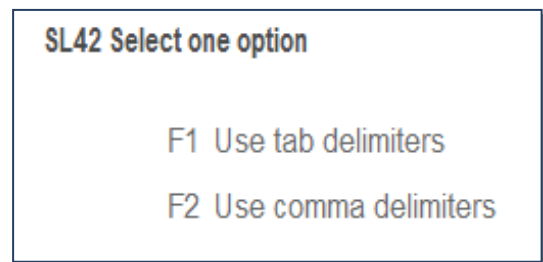 SL42 Select one option
F1 Use tab delimiters
F2 Use comma delimiters